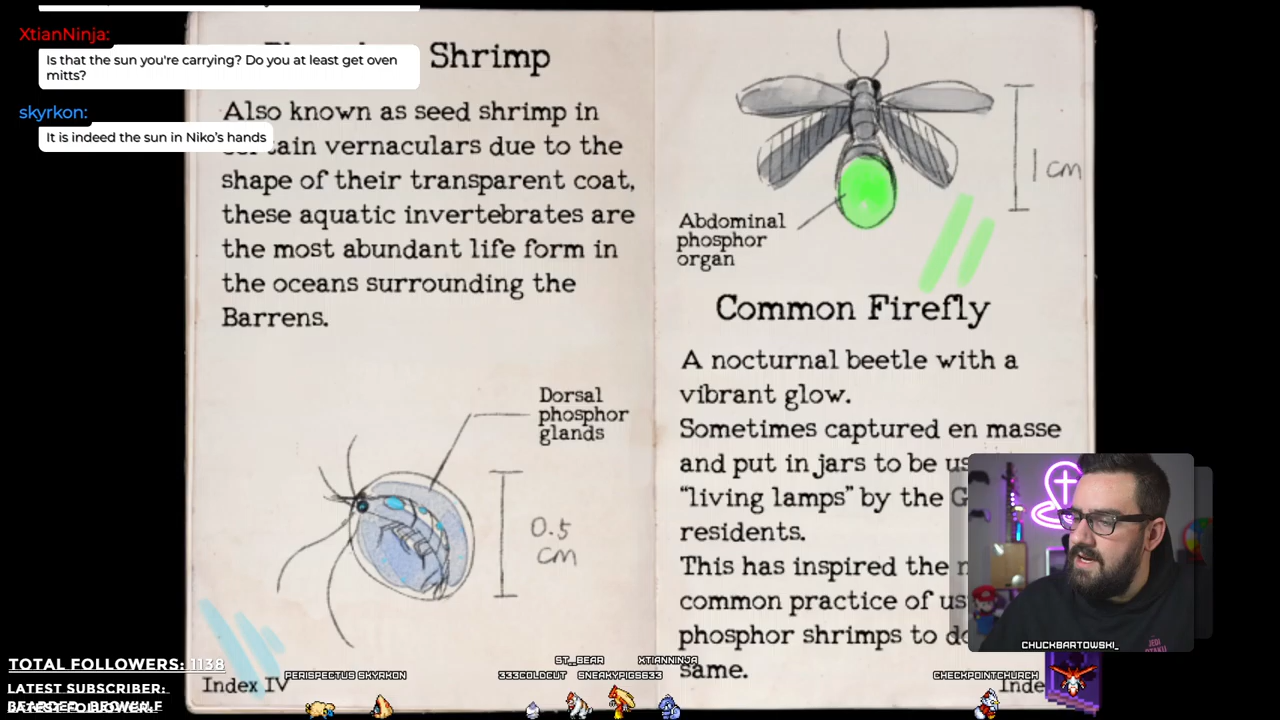 XtianNinja:
Is that the sun you're carrying? Do you at least get oven
mitts?
skyrkon:
It is indeed the sun in Niko's hands
Shrimp
Also known as seed shrimp in
certain vernaculars due to the
shape of their transparent coat,
these aquatic invertebrates are
the most abundant life form in
the oceans surrounding the
Barrens.
Dorsal
phosphor
glands
0.5
cm
Index IV
1 cm
Abdominal
phosphor
organ
Common Firefly
A nocturnal beetle with a
vibrant glow.
Sometimes captured en masse
and put in jars to be
"living lamps" by the
residents.
This has inspired the
common practice of
phosphor shrimps to
same.
CHUCKBARTOWSKI_
TOTAL FOLLOWERS: 1138
LATEST SUBSCRIBER:
PERISPECTUS SKYRKON
ST__BEAR
XTIANNINJA
333COLDCUT
SNEAKYPIGS633
CHECKPOINTCHURCH